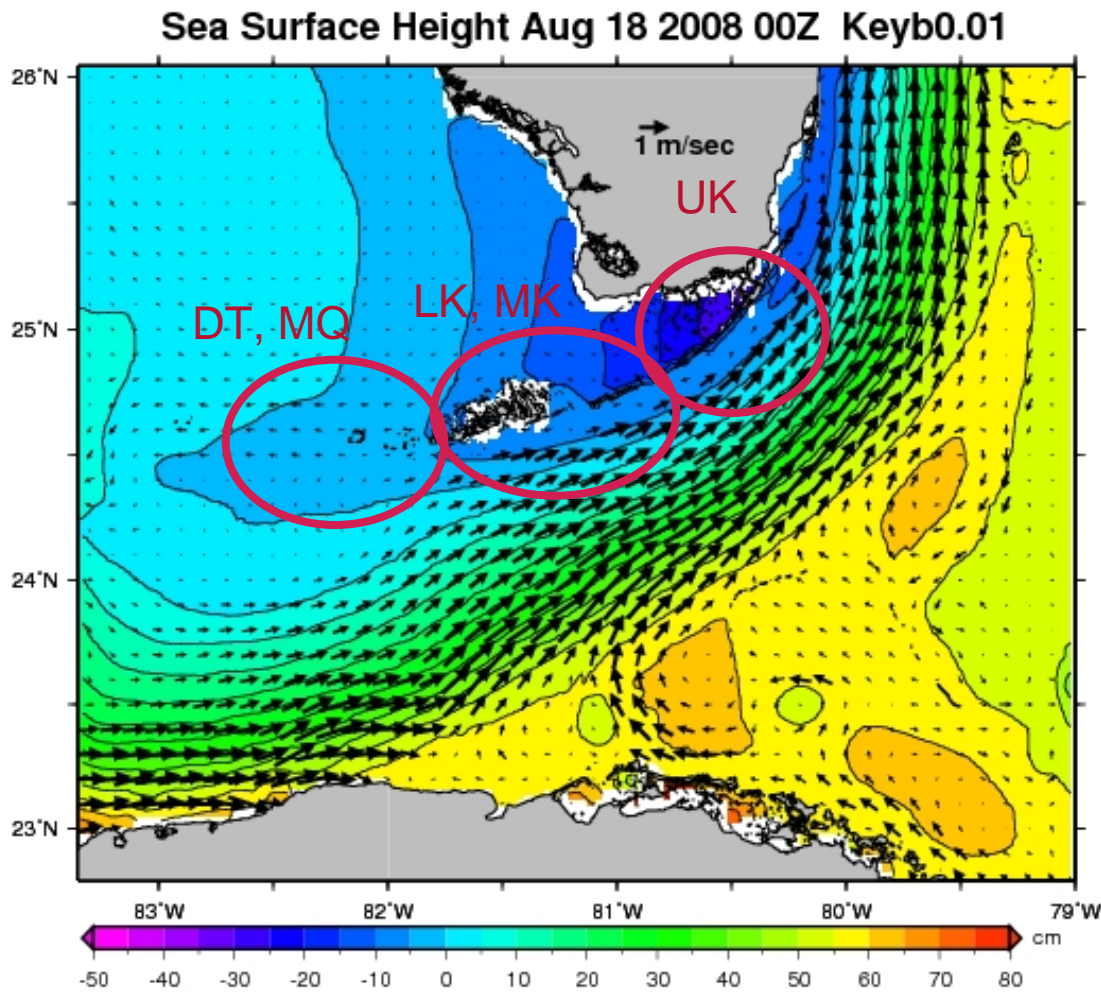 Sea Surface Height Aug 18 2008 00Z Keyb0.01
26°N
1 m/sec
UK
LK, MK
DT, MQ
25°N
24°N
23°N
83°W 82°W 81°W 80°W 79°W
-50 -40 -30 -20 -10 0 10 20 30 40 50 60 70 80 cm